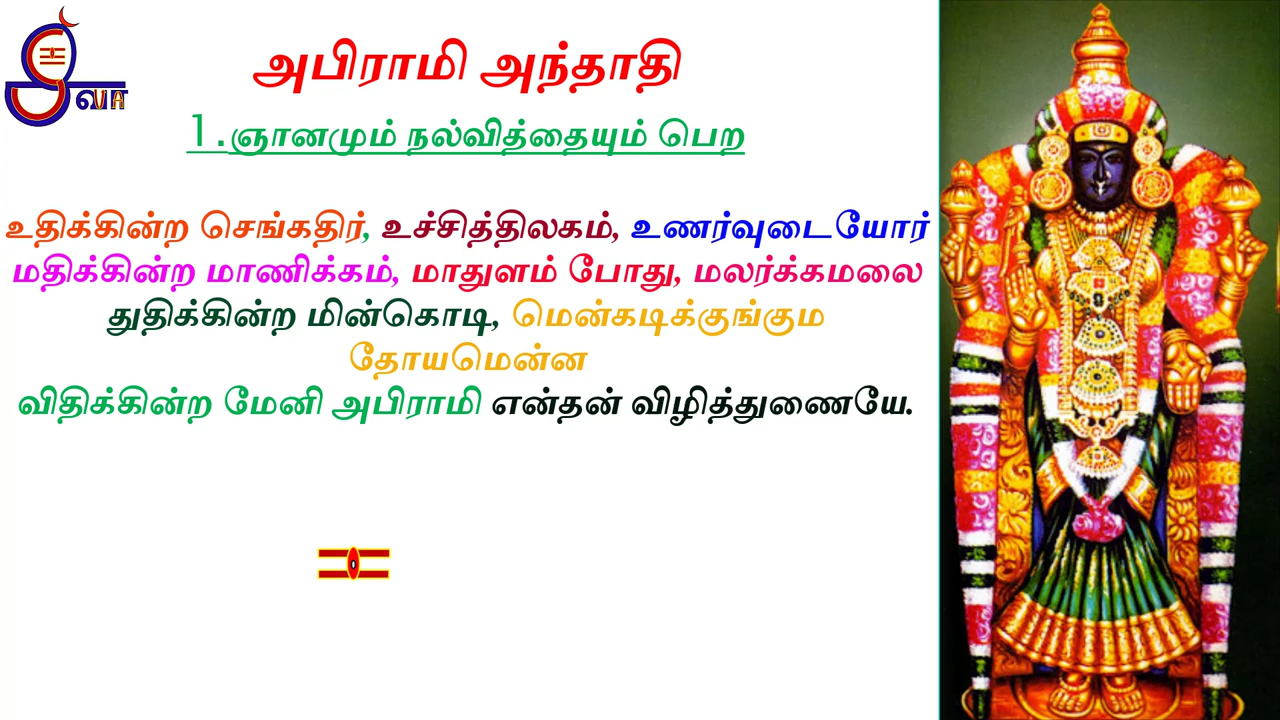 சிவா
அபிராமி அந்தாதி
1.ஞானமும் நல்வித்தையும் பெற
உதிக்கின்ற செங்கதிர், உச்சித்திலகம், உணர்வுடையோர்
மதிக்கின்ற மாணிக்கம், மாதுளம் போது, மலர்க்கமலை
துதிக்கின்ற மின்கொடி, மென்கடிக்குங்கும
தோயமென்ன
விதிக்கின்ற மேனி அபிராமி என்தன் விழித்துணையே.